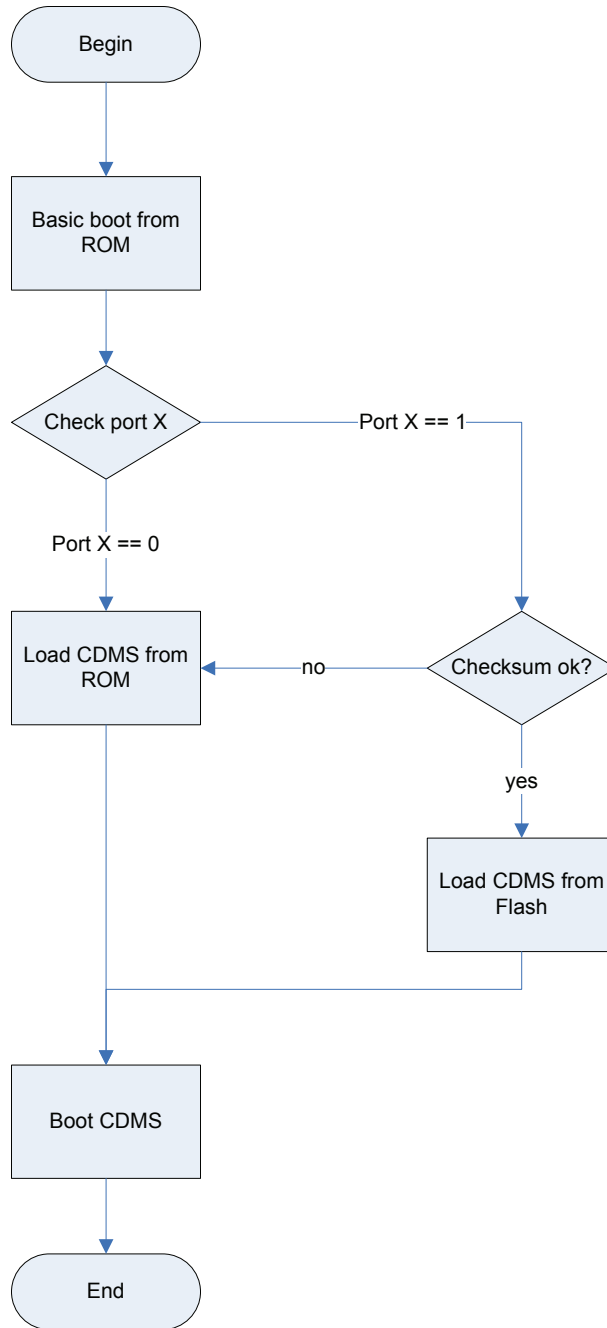 Begin
Basic boot from
ROM
Check port X
Port X == 1
Port X == 0
Load CDMS from
ROM
no
Checksum ok?
yes
Load CDMS from
Flash
Boot CDMS
End